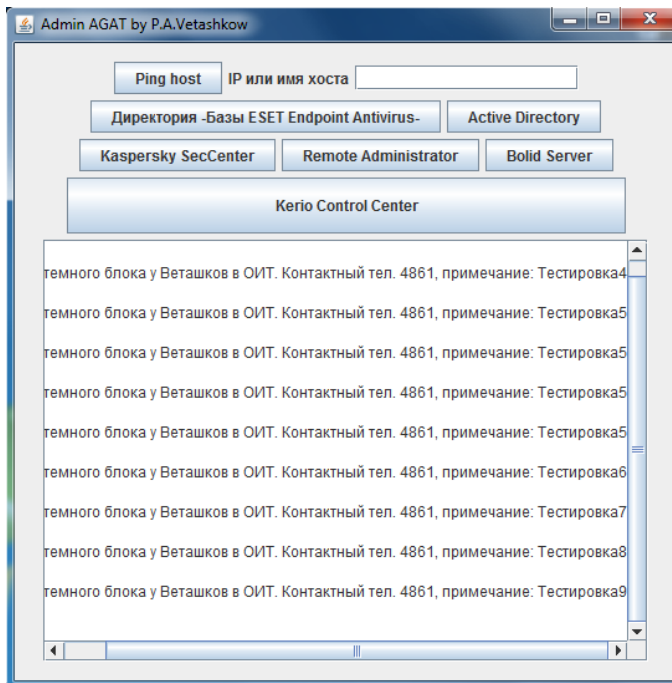 Admin AGAT by P.A.Vetashkow
Ping host IP или имя хоста
Директория -Базы ESET Endpoint Antivirus- Active Directory
Kaspersky SecCenter Remote Administrator Bolid Server
Kerio Control Center
темного блока у Веташков в ОИТ. Контактный тел. 4861, примечание: Тестировка4
темного блока у Веташков в ОИТ. Контактный тел. 4861, примечание: Тестировка5
темного блока у Веташков в ОИТ. Контактный тел. 4861, примечание: Тестировка5
темного блока у Веташков в ОИТ. Контактный тел. 4861, примечание: Тестировка5
темного блока у Веташков в ОИТ. Контактный тел. 4861, примечание: Тестировка5
темного блока у Веташков в ОИТ. Контактный тел. 4861, примечание: Тестировка6
темного блока у Веташков в ОИТ. Контактный тел. 4861, примечание: Тестировка7
темного блока у Веташков в ОИТ. Контактный тел. 4861, примечание: Тестировка8
темного блока у Веташков в ОИТ. Контактный тел. 4861, примечание: Тестировка9